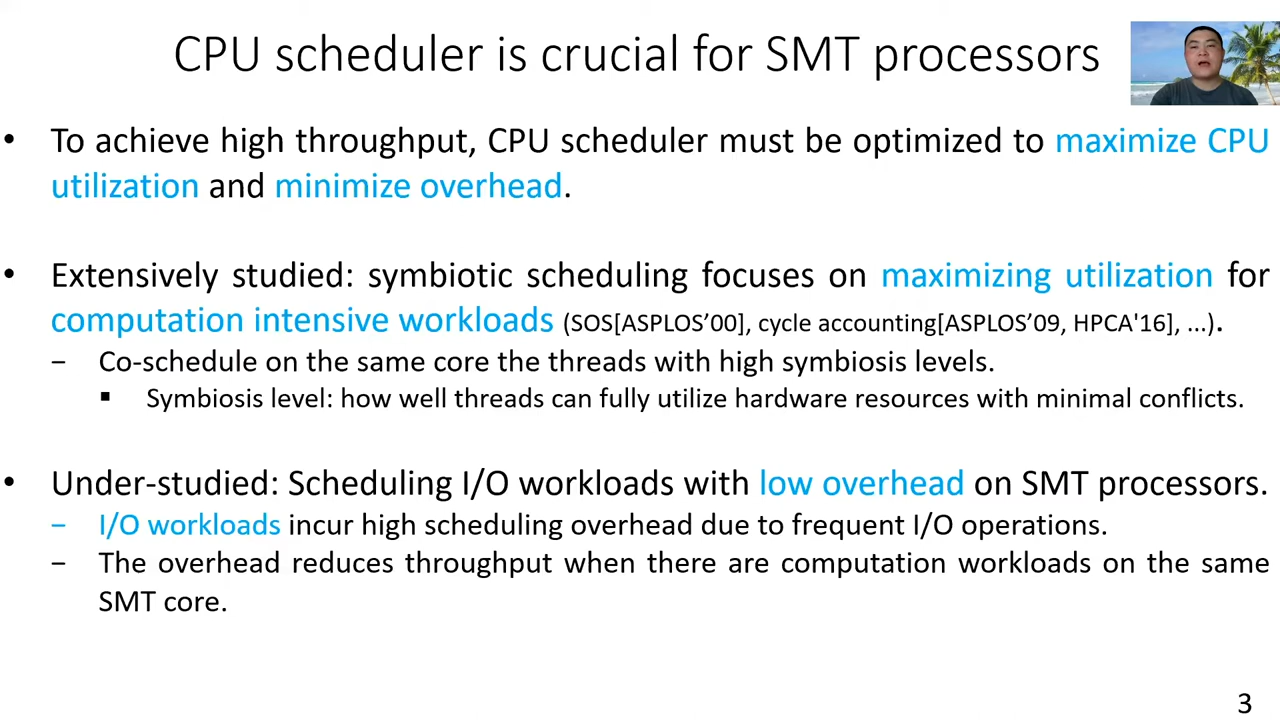 CPU scheduler is crucial for SMT processors
• To achieve high throughput, CPU scheduler must be optimized to maximize CPU
utilization and minimize overhead.
• Extensively studied: symbiotic scheduling focuses on maximizing utilization for
computation intensive workloads (SOS[ASPLOS’00], cycle accounting[ASPLOS’09, HPCA'16], ...).
− Co-schedule on the same core the threads with high symbiosis levels.
▪ Symbiosis level: how well threads can fully utilize hardware resources with minimal conflicts.
• Under-studied: Scheduling I/O workloads with low overhead on SMT processors.
− I/O workloads incur high scheduling overhead due to frequent I/O operations.
− The overhead reduces throughput when there are computation workloads on the same
SMT core.
3